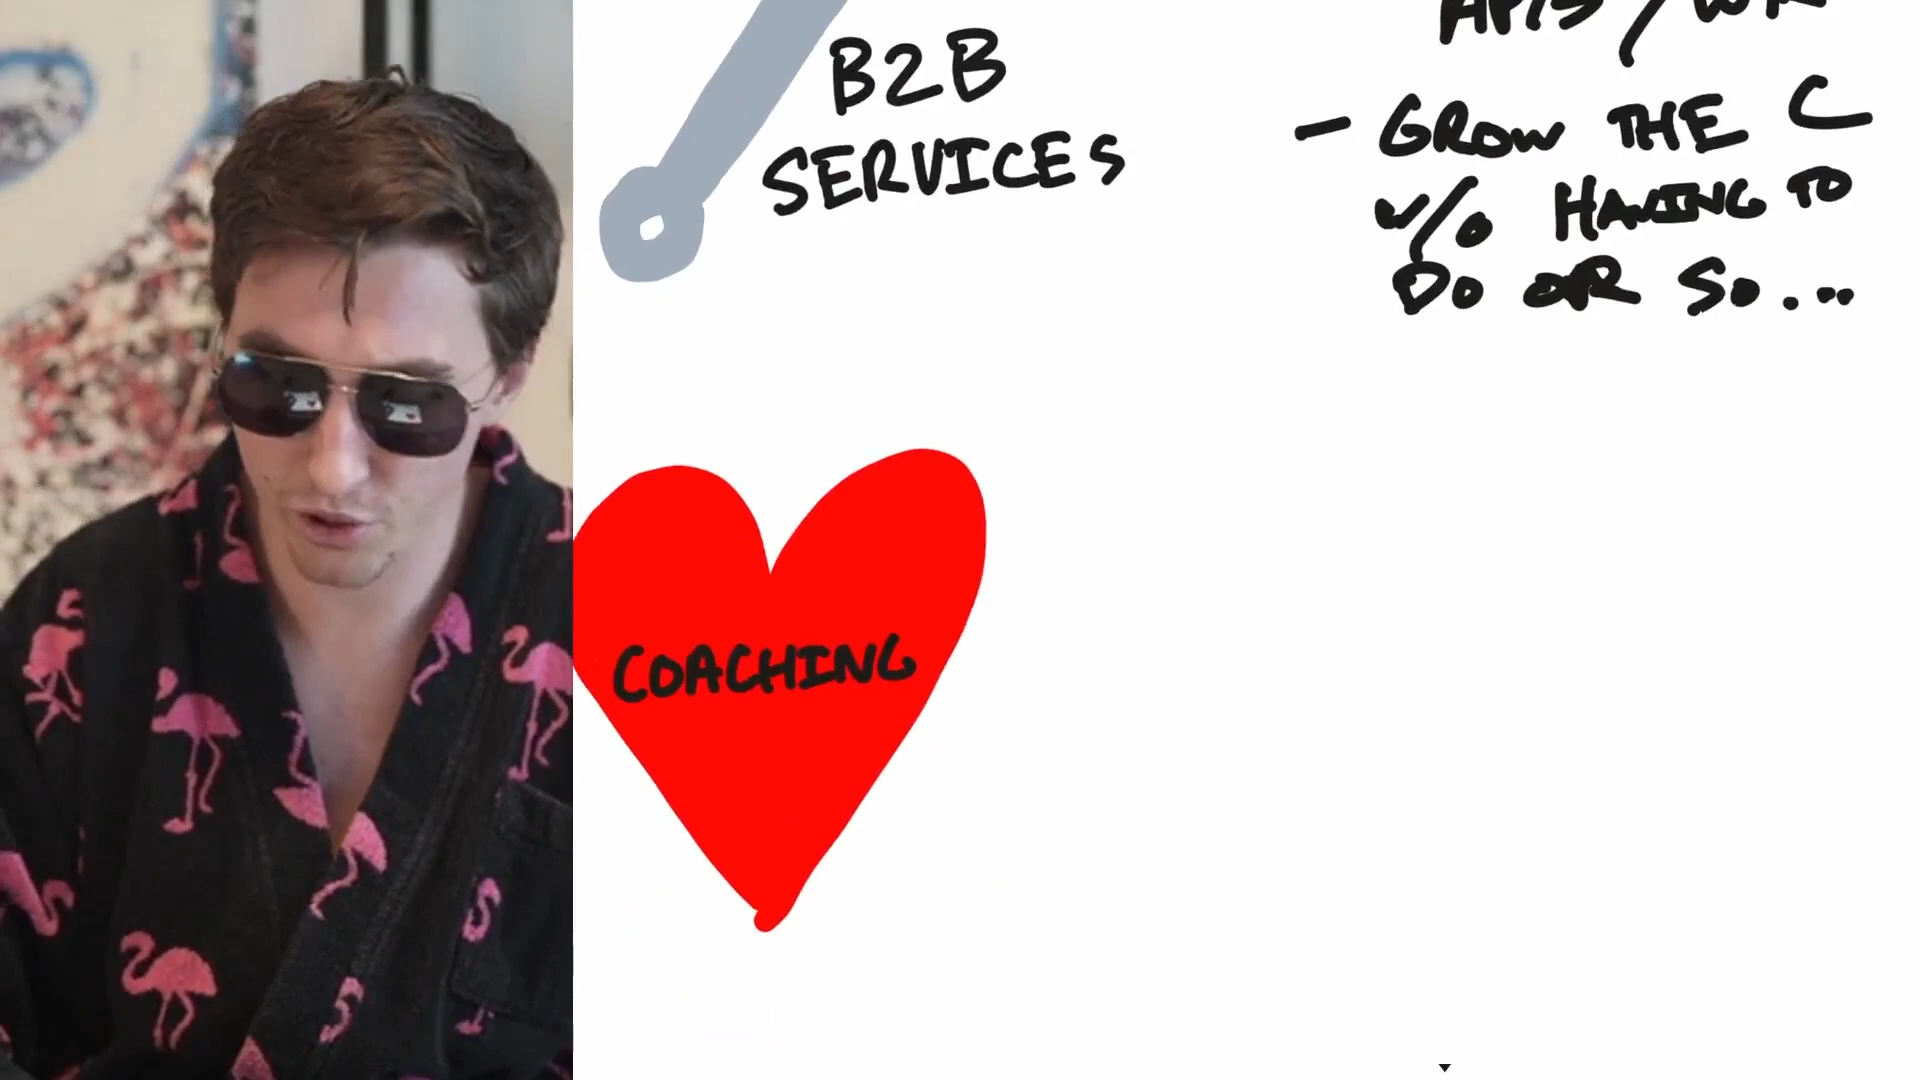 B2B
SERVICES
- GROW THE C
w/o HAVING TO
DO OR SO...
COACHING